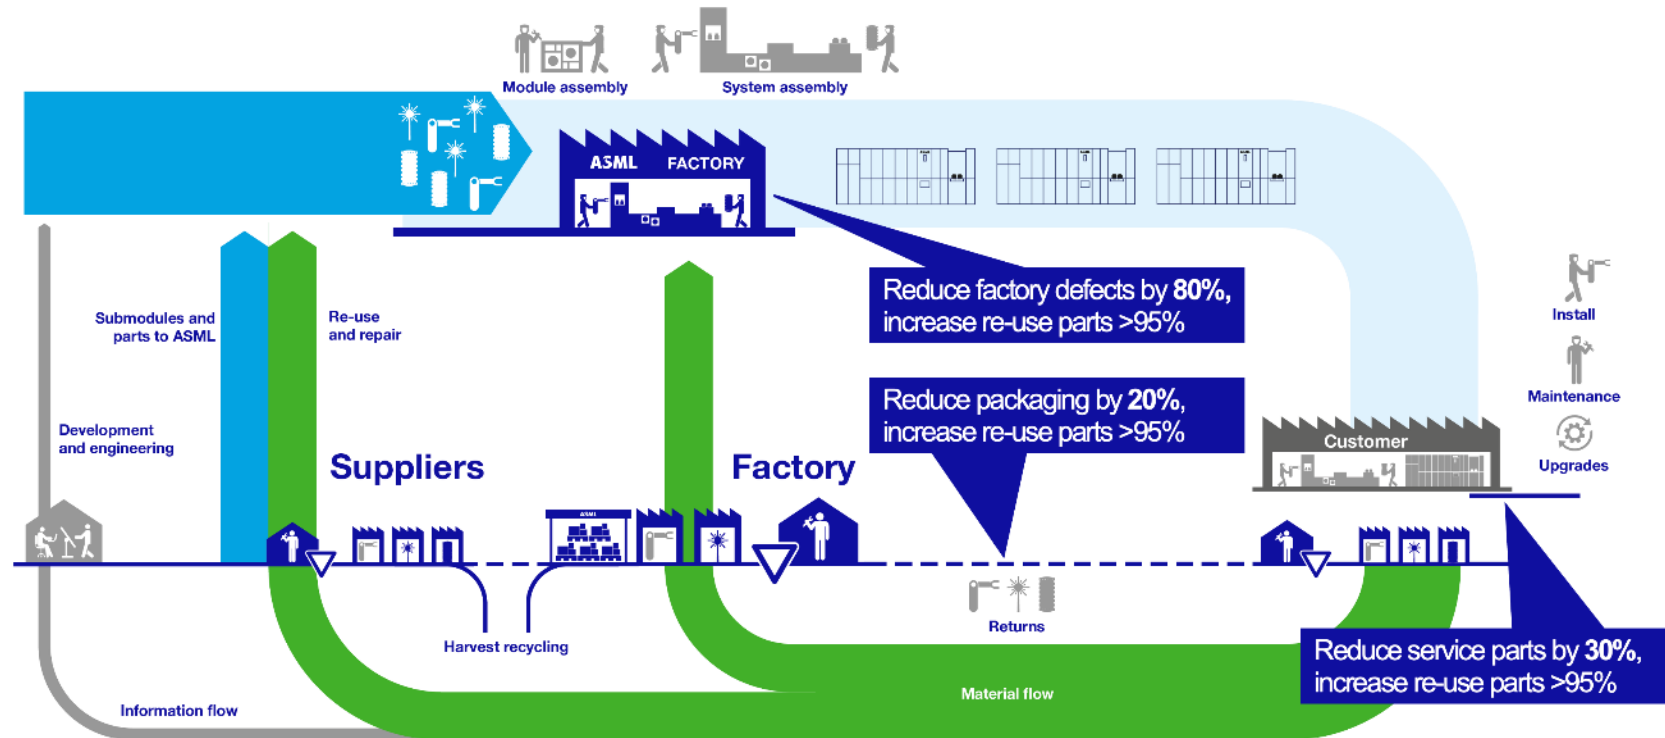 Module assembly
System assembly
ASML FACTORY
Reduce factory defects by 80%,
increase re-use parts >95%
Install
Submodules and
parts to ASML
Re-use
and repair
Maintenance
Reduce packaging by 20%,
increase re-use parts >95%
Development
and engineering
Customer
Suppliers
Factory
Upgrades
ASML
Returns
Harvest recycling
Reduce service parts by 30%,
increase re-use parts >95%
Material flow
Information flow